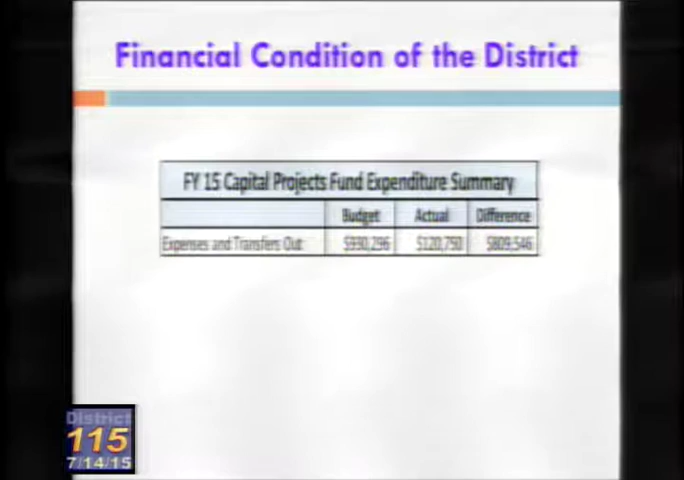 Financial Condition of the District
FY 15 Capital Projects Fund Expenditure Summary
Budget Actual Difference
Expenses and Transfers Out $930,296 $120,750 $809,546
District
115
7/14/15